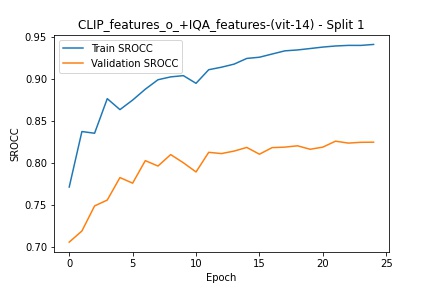 CLIP_features_o_+IQA_features-(vit-14) - Split 1
Train SROCC
Validation SROCC
0.95
0.90
0.85
0.80
0.75
0.70
SROCC
0 5 10 15 20 25
Epoch